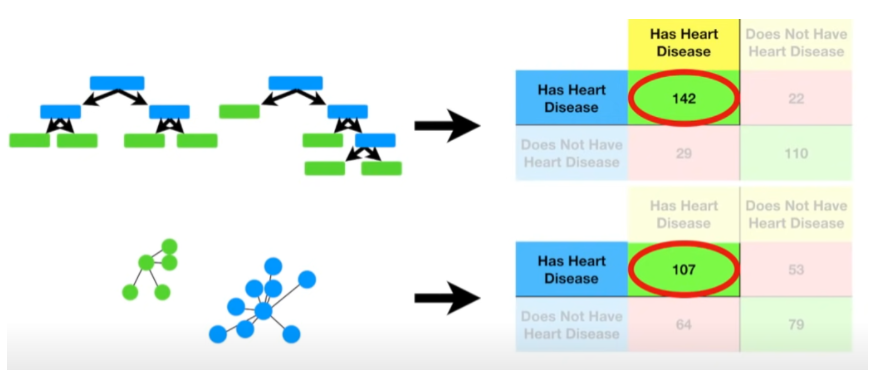 Has Heart
Disease
Does Not Have
Heart Disease
Has Heart
Disease
142
22
Does Not Have
Heart Disease
29
110
Has Heart
Disease
Does Not Have
Heart Disease
Has Heart
Disease
107
53
Does Not Have
Heart Disease
64
79